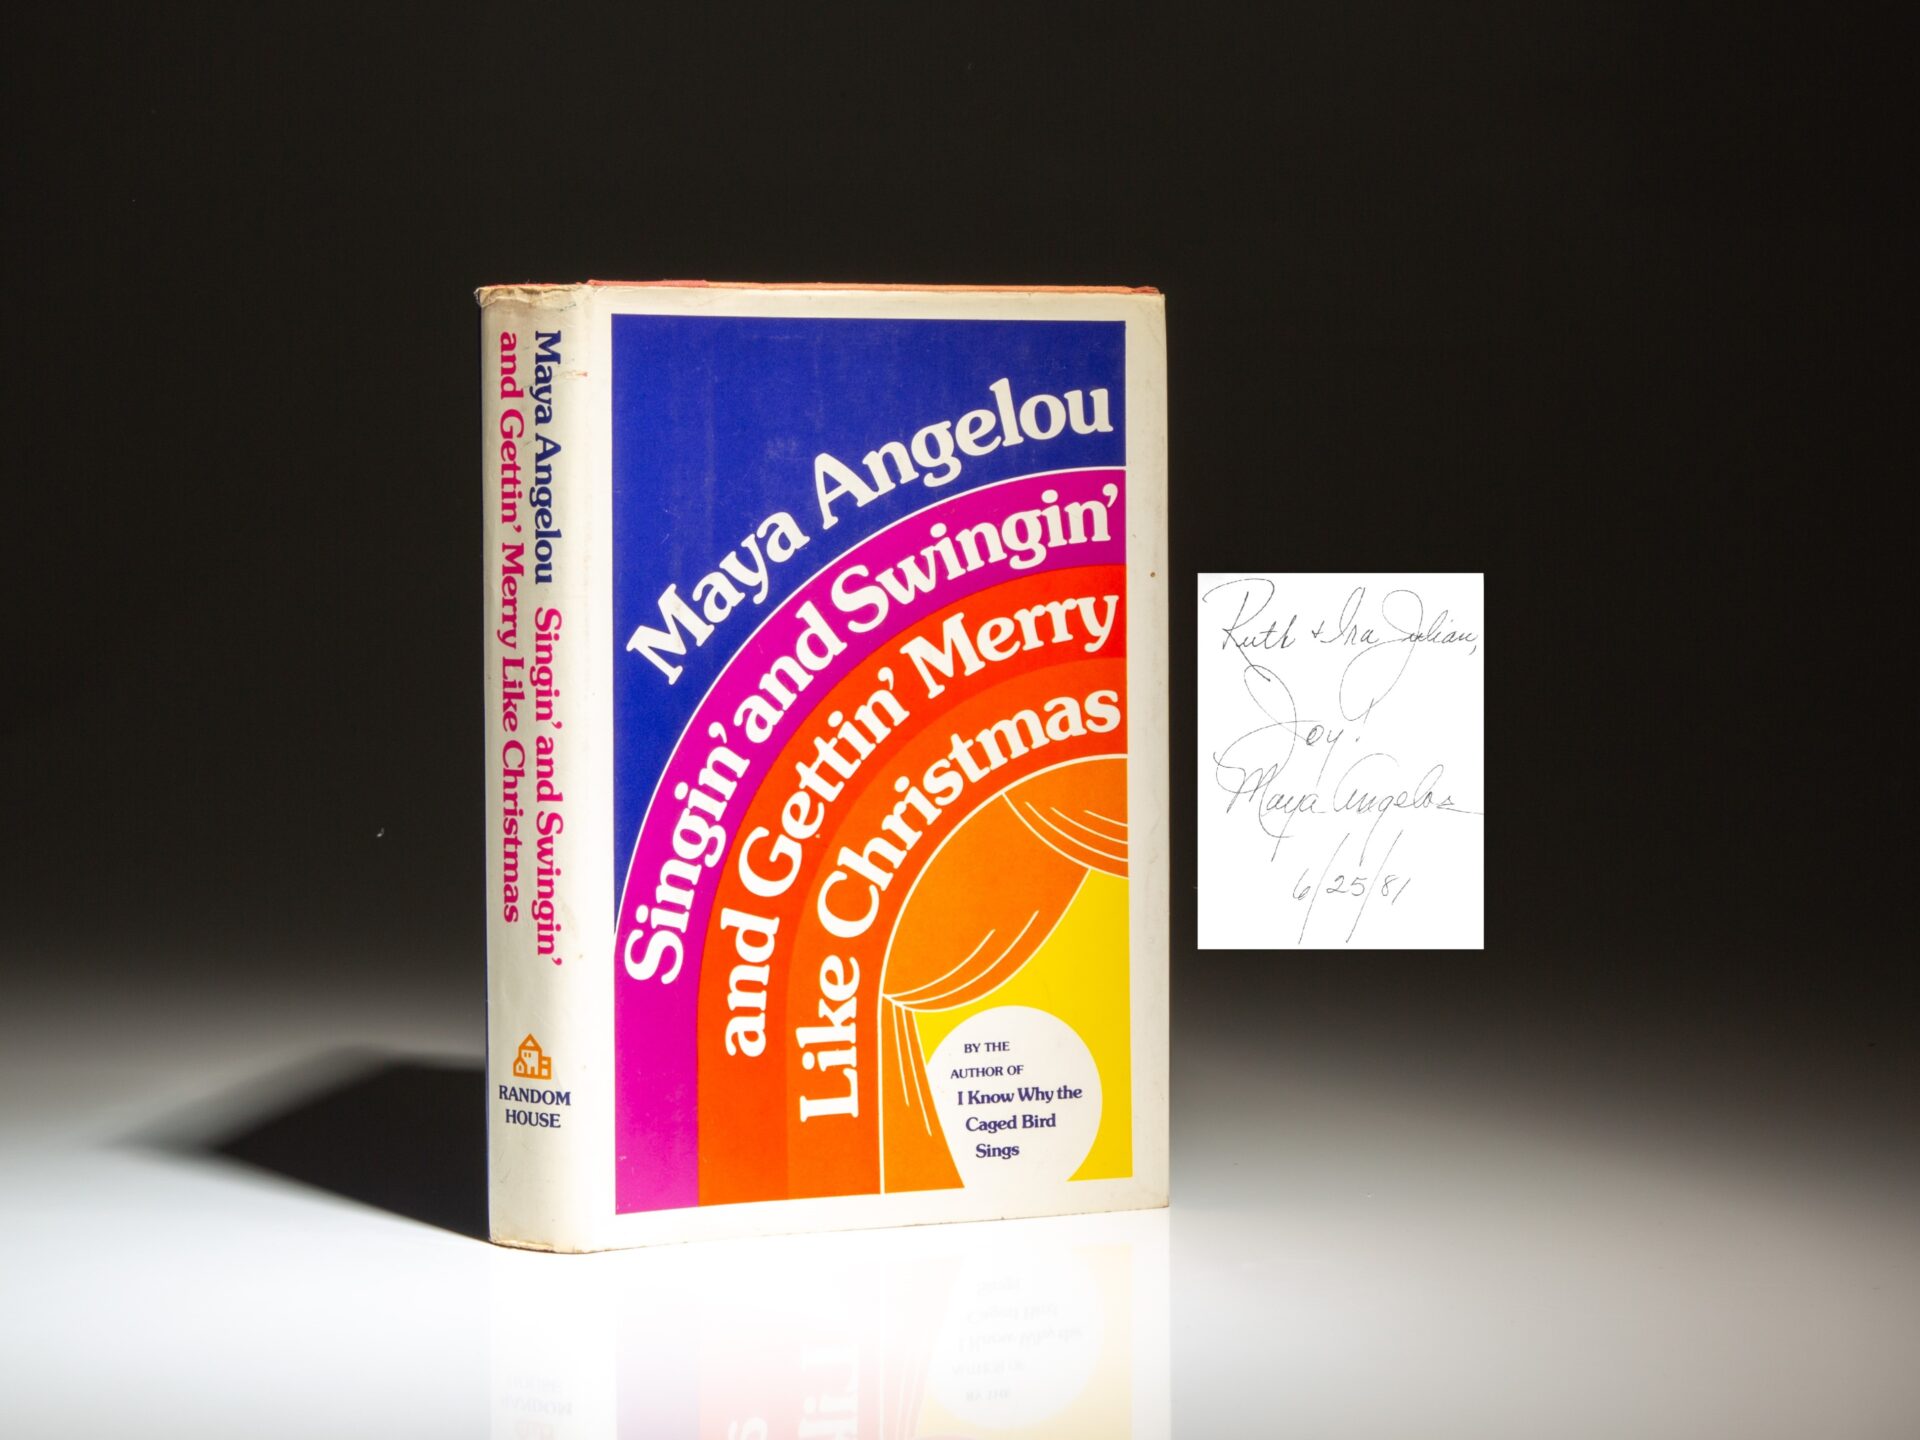 Maya Angelou Singin' and Swingin'
and Gettin' Merry Like Christmas
RANDOM
HOUSE
Maya Angelou
Singin' and Swingin'
and Gettin' Merry
Like Christmas
BY THE
AUTHOR OF
I Know Why the
Caged Bird
Sings
Ruth + Ira Julian,
Joy!
Maya Angelou
6/25/81